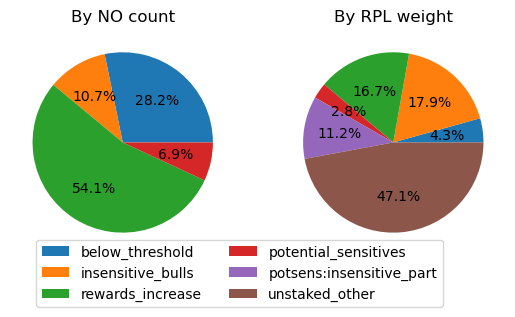 By NO count
By RPL weight
28.2%
10.7%
54.1%
6.9%
4.3%
17.9%
16.7%
2.8%
11.2%
47.1%
below_threshold
insensitive_bulls
rewards_increase
potential_sensitives
potsens:insensitive_part
unstaked_other